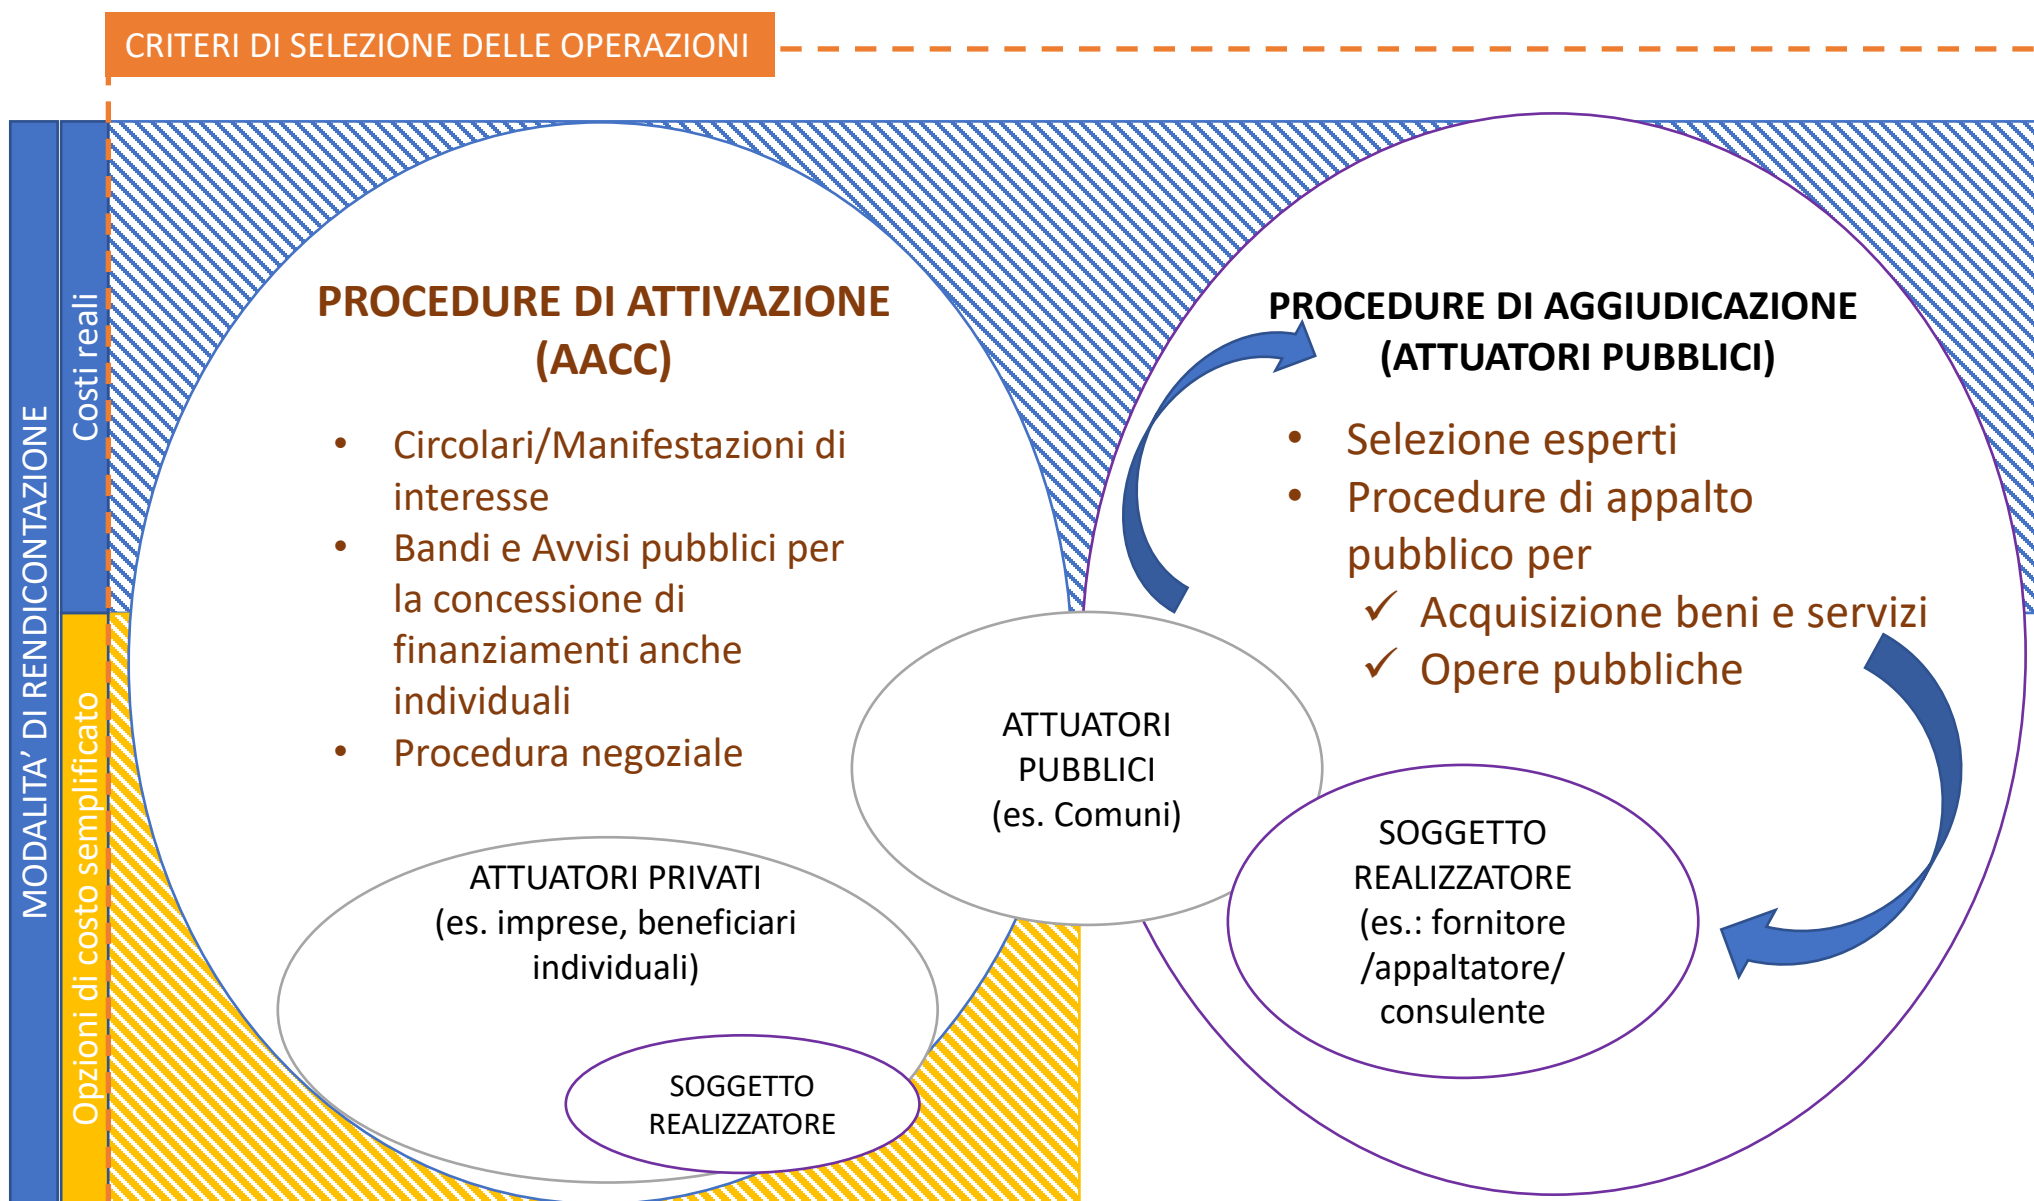 CRITERI DI SELEZIONE DELLE OPERAZIONI
MODALITA’ DI RENDICONTAZIONE
Costi reali
Opzioni di costo semplificato
PROCEDURE DI ATTIVAZIONE
(AACC)
• Circolari/Manifestazioni di
interesse
• Bandi e Avvisi pubblici per
la concessione di
finanziamenti anche
individuali
• Procedura negoziale
ATTUATORI PRIVATI
(es. imprese, beneficiari
individuali)
SOGGETTO
REALIZZATORE
ATTUATORI
PUBBLICI
(es. Comuni)
PROCEDURE DI AGGIUDICAZIONE
(ATTUATORI PUBBLICI)
• Selezione esperti
• Procedure di appalto
pubblico per
✓ Acquisizione beni e servizi
✓ Opere pubbliche
SOGGETTO
REALIZZATORE
(es.: fornitore
/appaltatore/
consulente